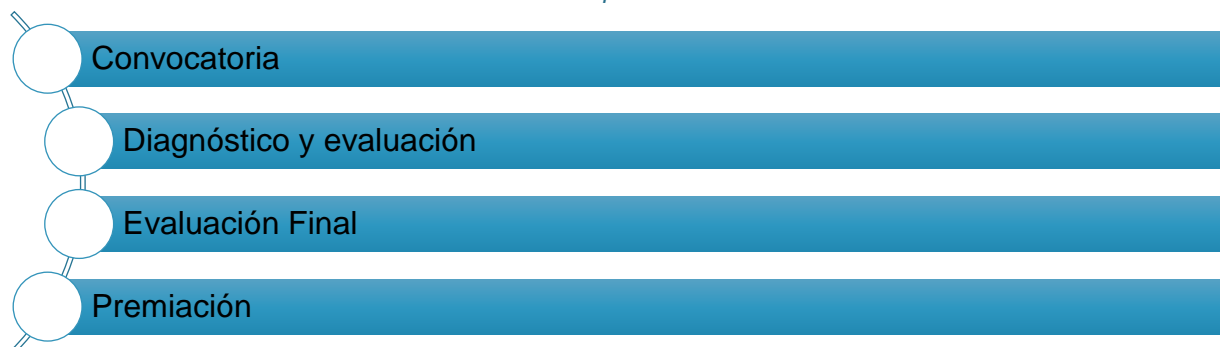 Convocatoria
Diagnóstico y evaluación
Evaluación Final
Premiación